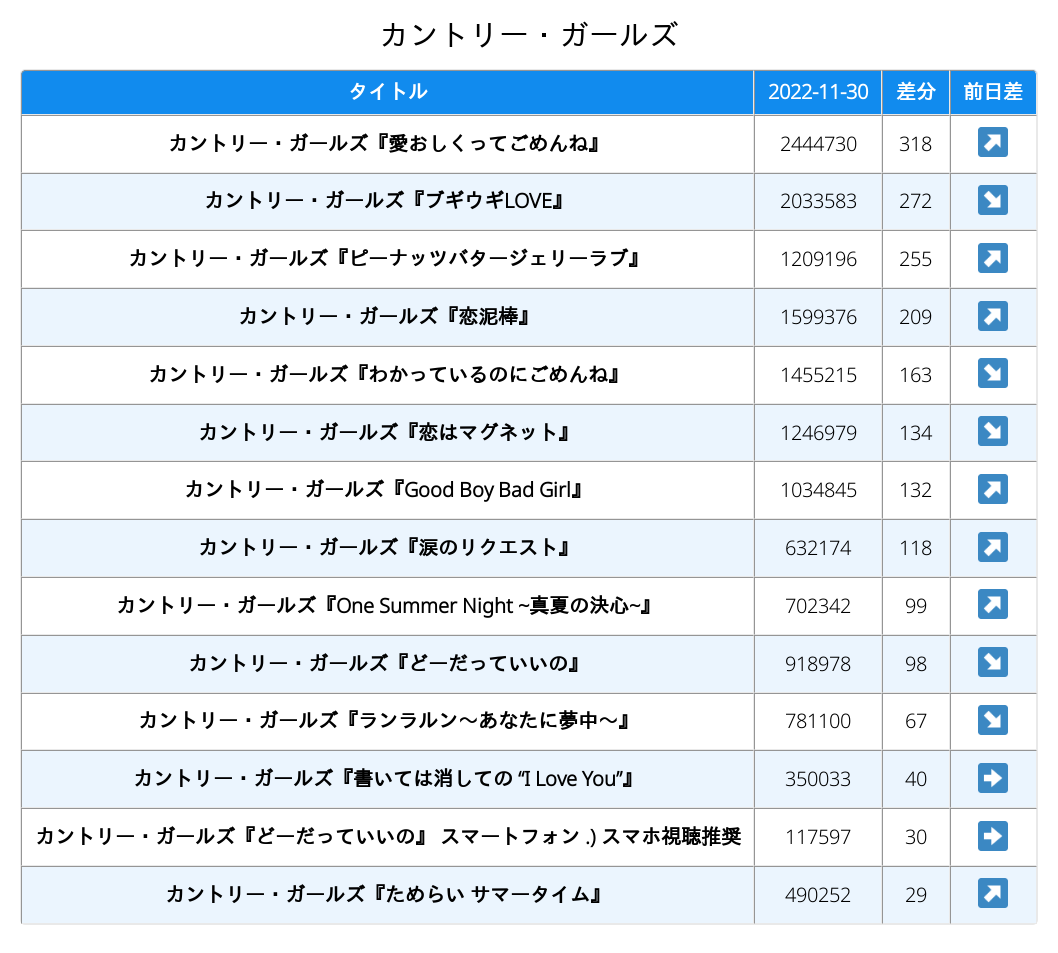 カントリー・ガールズ
タイトル 2022-11-30 差分 前日差
カントリー・ガールズ『愛おしくってごめんね』 2444730 318 ↗
カントリー・ガールズ『ブギウギLOVE』 2033583 272 ↘
カントリー・ガールズ『ピーナッツバタージェリーラブ』 1209196 255 ↗
カントリー・ガールズ『恋泥棒』 1599376 209 ↗
カントリー・ガールズ『わかっているのにごめんね』 1455215 163 ↘
カントリー・ガールズ『恋はマグネット』 1246979 134 ↘
カントリー・ガールズ『Good Boy Bad Girl』 1034845 132 ↗
カントリー・ガールズ『涙のリクエスト』 632174 118 ↗
カントリー・ガールズ『One Summer Night ~真夏の決心~』 702342 99 ↗
カントリー・ガールズ『どーだっていいの』 918978 98 ↘
カントリー・ガールズ『ランラルン～あなたに夢中～』 781100 67 ↘
カントリー・ガールズ『書いては消しての “I Love You”』 350033 40 →
カントリー・ガールズ『どーだっていいの』 スマートフォン .) スマホ視聴推奨 117597 30 →
カントリー・ガールズ『ためらい サマータイム』 490252 29 ↗